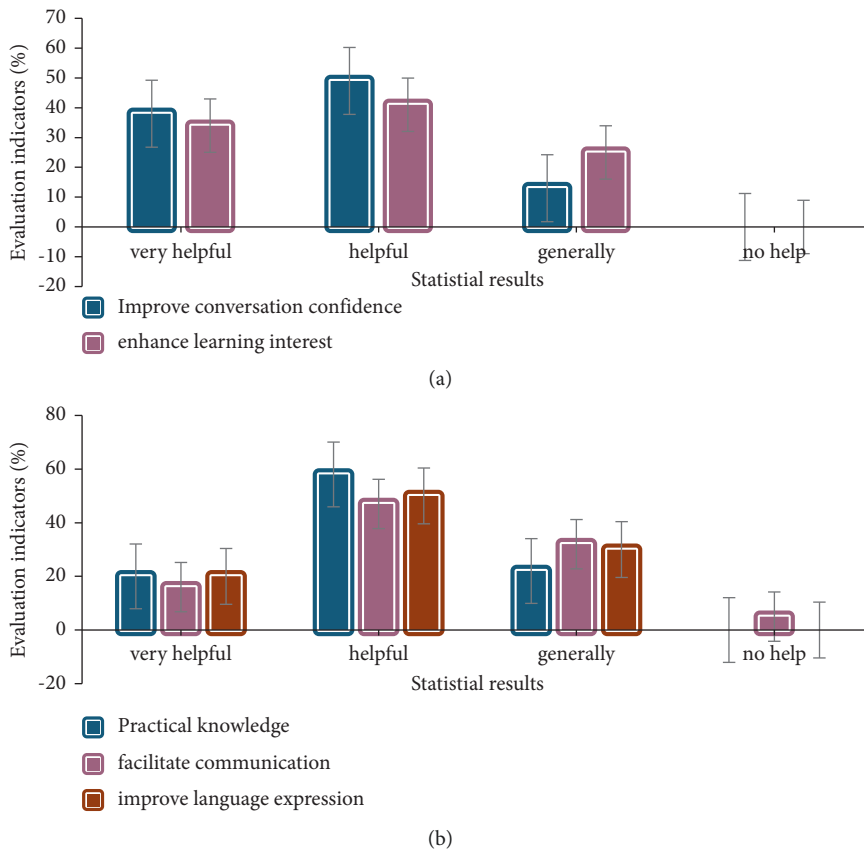 Evaluation indicators (%)
70
60
50
40
30
20
10
0
-10
-20
very helpful helpful generally no help
Statistial results
Improve conversation confidence
enhance learning interest
(a)
Evaluation indicators (%)
80
60
40
20
0
-20
very helpful helpful generally no help
Statistial results
Practical knowledge
facilitate communication
improve language expression
(b)